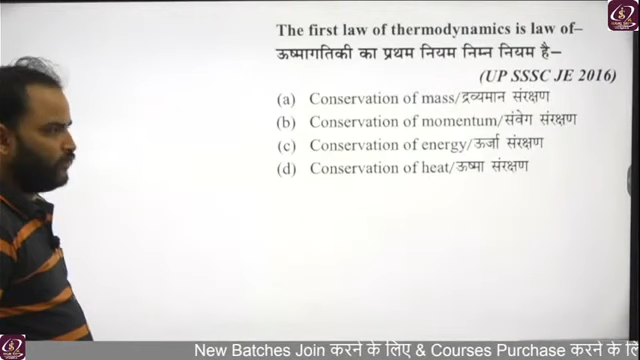 The first law of thermodynamics is law of–
ऊष्मागतिकी का प्रथम नियम निम्न नियम है–
(UP SSSC JE 2016)
(a) Conservation of mass/द्रव्यमान संरक्षण
(b) Conservation of momentum/संवेग संरक्षण
(c) Conservation of energy/ऊर्जा संरक्षण
(d) Conservation of heat/ऊष्मा संरक्षण
New Batches Join करने के लिए & Courses Purchase करने के लि